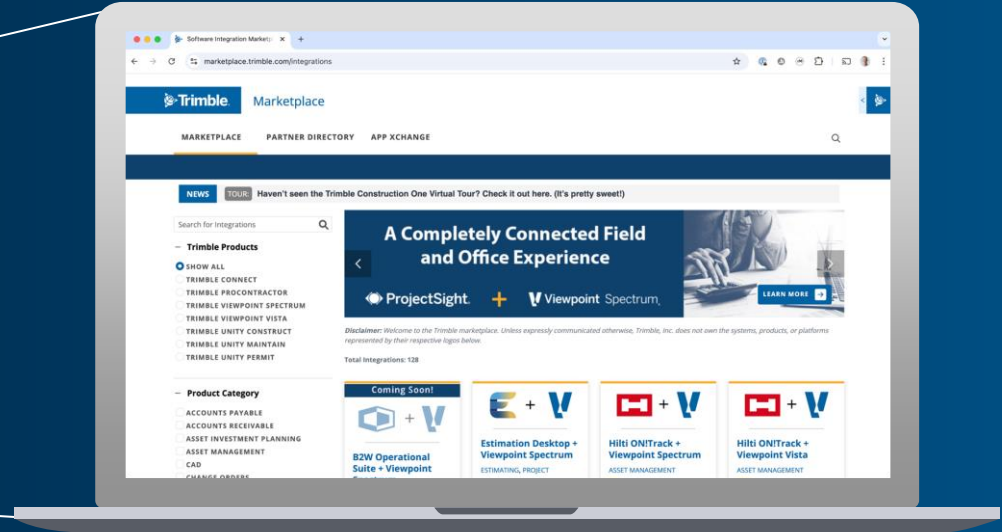 Software Integration Market
marketplace.trimble.com/integrations
Trimble.
Marketplace
MARKETPLACE
PARTNER DIRECTORY
APP XCHANGE
NEWS
TOUR:
Haven't seen the Trimble Construction One Virtual Tour? Check it out here. (It's pretty sweet!)
Search for Integrations
Trimble Products
SHOW ALL
TRIMBLE CONNECT
TRIMBLE PROCONTRACTOR
TRIMBLE VIEWPOINT SPECTRUM
TRIMBLE VIEWPOINT VISTA
TRIMBLE UNITY CONSTRUCT
TRIMBLE UNITY MAINTAIN
TRIMBLE UNITY PERMIT
Product Category
ACCOUNTS PAYABLE
ACCOUNTS RECEIVABLE
ASSET INVESTMENT PLANNING
ASSET MANAGEMENT
CAD
CHANGE ORDERS
A Completely Connected Field
and Office Experience
ProjectSight.
+
Viewpoint Spectrum
LEARN MORE
Disclaimer: Welcome to the Trimble marketplace. Unless expressly communicated otherwise, Trimble, Inc. does not own the systems, products, or platforms
represented by their respective logos below.
Total Integrations: 128
Coming Soon!
+
B2W Operational
Suite + Viewpoint
+
Estimation Desktop +
Viewpoint Spectrum
ESTIMATING, PROJECT
+
Hilti ON!Track +
Viewpoint Spectrum
ASSET MANAGEMENT
+
Hilti ON!Track +
Viewpoint Vista
ASSET MANAGEMENT